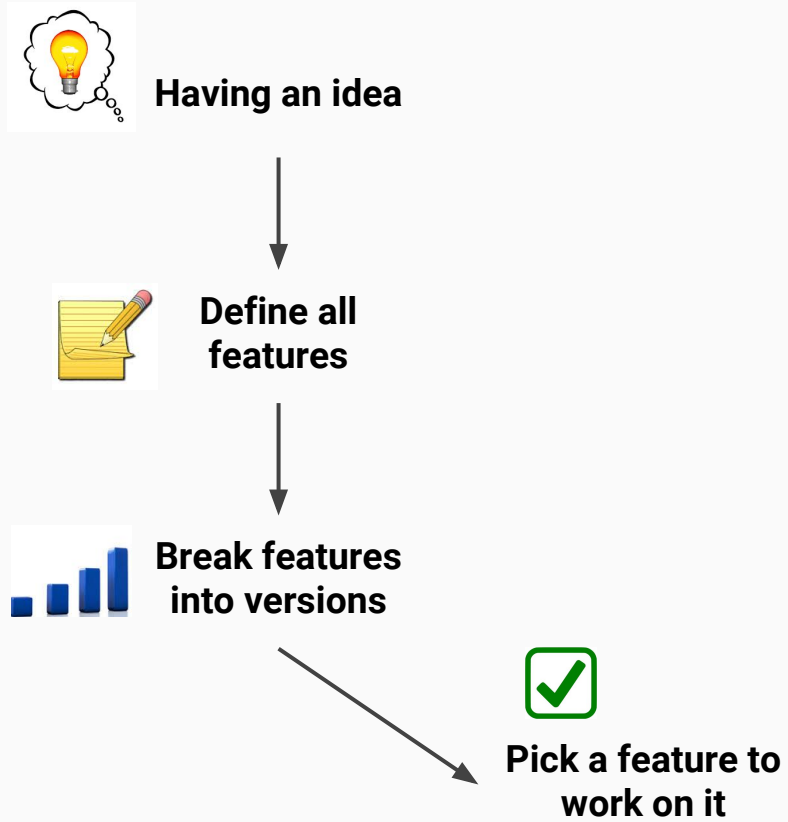 Having an idea
Define all
features
Break features
into versions
Pick a feature to
work on it